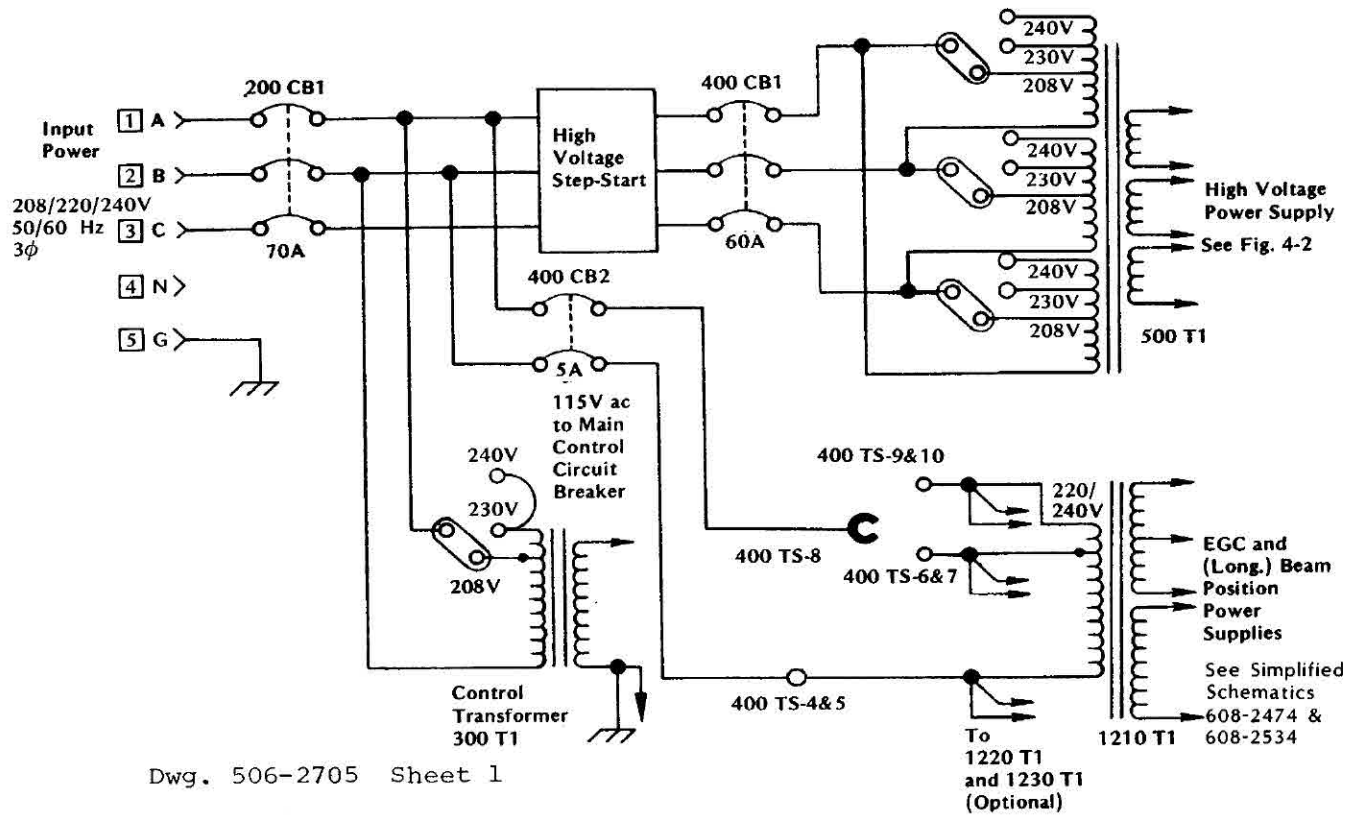 Input
Power
208/220/240V
50/60 Hz
3ϕ
1 A
2 B
3 C
4 N
5 G
200 CB1
70A
High
Voltage
Step-Start
400 CB1
60A
400 CB2
5A
115V ac
to Main
Control
Circuit
Breaker
240V
230V
208V
Control
Transformer
300 T1
240V
230V
208V
240V
230V
208V
240V
230V
208V
High Voltage
Power Supply
See Fig. 4-2
500 T1
400 TS-9&10
400 TS-8
400 TS-6&7
400 TS-4&5
220/
240V
To
1220 T1
and 1230 T1
(Optional)
1210 T1
EGC and
(Long.) Beam
Position
Power
Supplies
See Simplified
Schematics
608-2474 &
608-2534
Dwg. 506-2705 Sheet 1